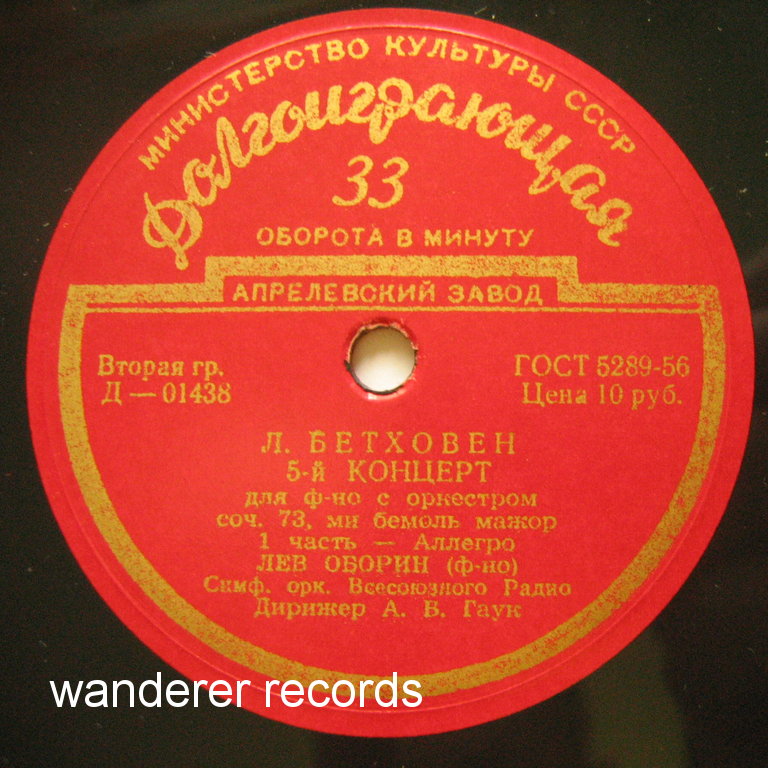 МИНИСТЕРСТВО КУЛЬТУРЫ СССР
Долгоиграющая
33
ОБОРОТА В МИНУТУ
АПРЕЛЕВСКИЙ ЗАВОД
Вторая гр.
Д — 01438
ГОСТ 5289-56
Цена 10 руб.
Л. БЕТХОВЕН
5-й КОНЦЕРТ
для ф-но с оркестром
соч. 73, ми бемоль мажор
1 часть — Аллегро
ЛЕВ ОБОРИН (ф-но)
Симф. орк. Всесоюзного Радио
Дирижер А. В. Гаук
wanderer records